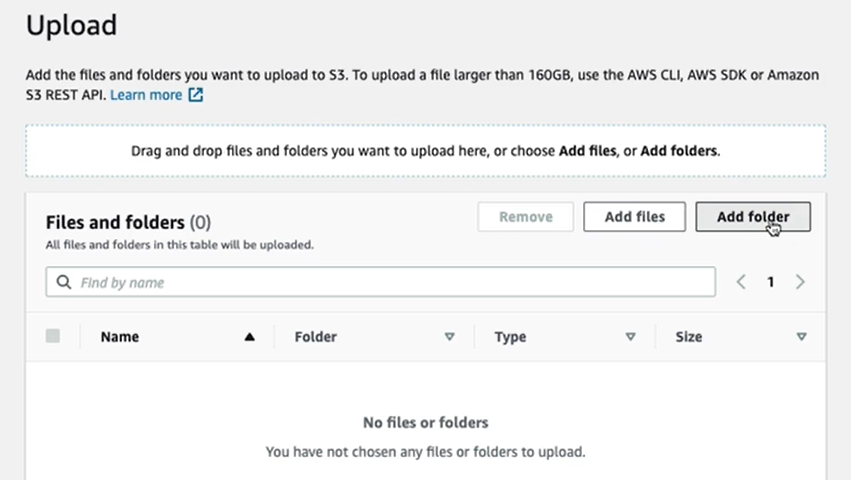 Upload
Add the files and folders you want to upload to S3. To upload a file larger than 160GB, use the AWS CLI, AWS SDK or Amazon
S3 REST API. Learn more
Drag and drop files and folders you want to upload here, or choose Add files, or Add folders.
Files and folders (0)
Remove
Add files
Add folder
All files and folders in this table will be uploaded.
Find by name
1
Name
Folder
Type
Size
No files or folders
You have not chosen any files or folders to upload.